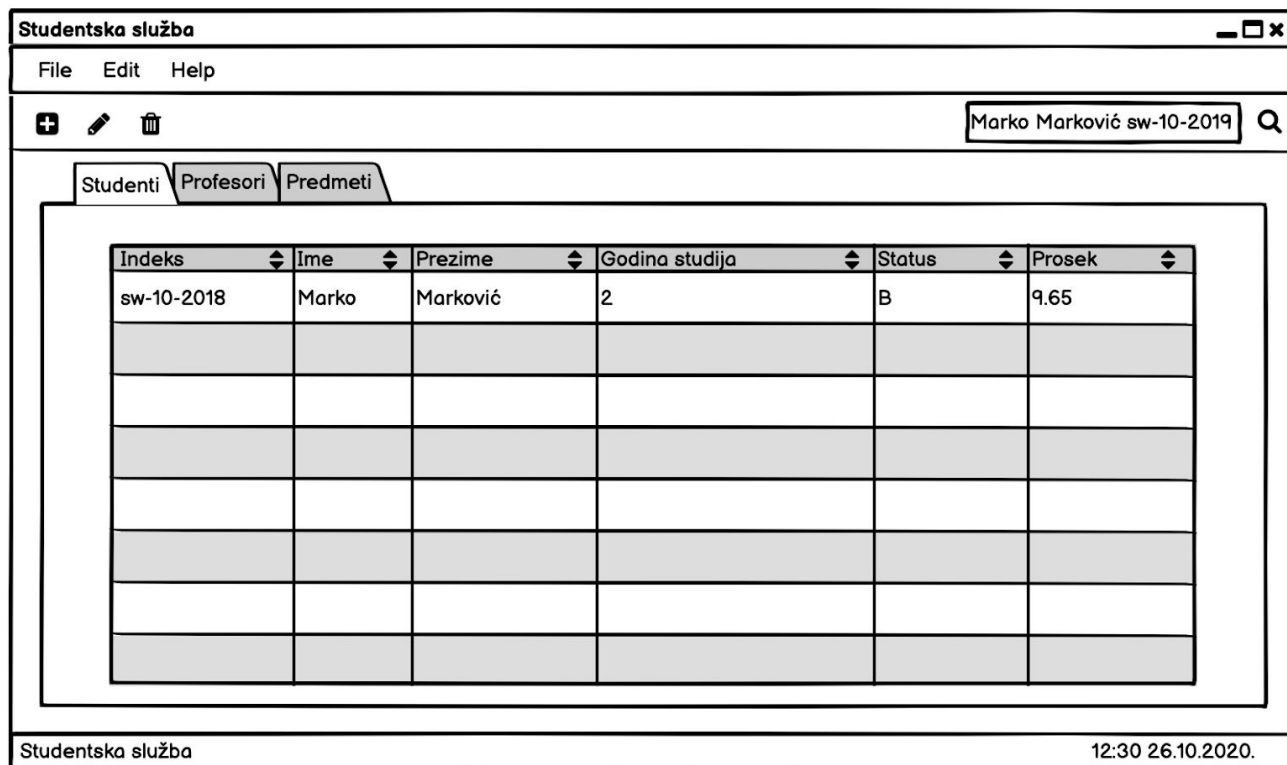 Studentska služba
File Edit Help
Marko Marković sw-10-2019
Studenti Profesori Predmeti
Indeks Ime Prezime Godina studija Status Prosek
sw-10-2018 Marko Marković 2 B 9.65
Studentska služba 12:30 26.10.2020.